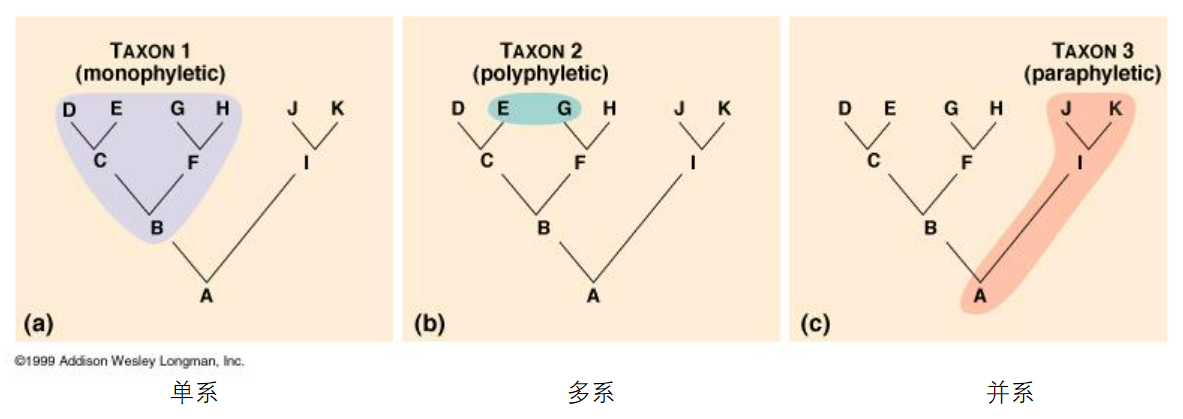 TAXON 1
(monophyletic)
D E G H J K
C F I
B
A
(a)
TAXON 2
(polyphyletic)
D E G H J K
C F I
B
A
(b)
TAXON 3
(paraphyletic)
D E G H J K
C F I
B
A
(c)
©1999 Addison Wesley Longman, Inc.
单系 多系 并系